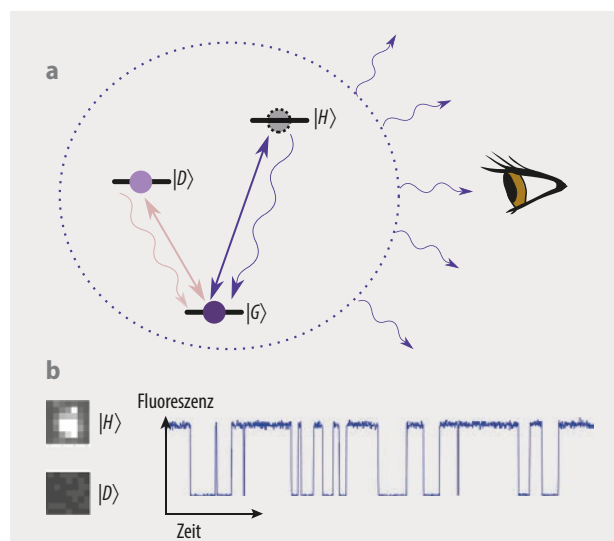 a
|H⟩
|D⟩
|G⟩
b
Fluoreszenz
|H⟩
|D⟩
Zeit